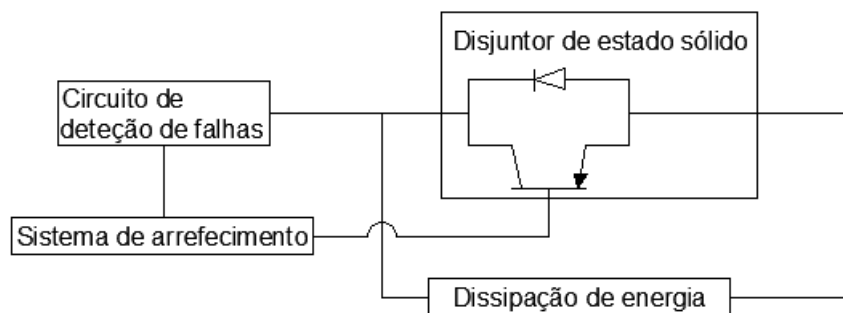 Disjuntor de estado sólido
Circuito de
deteção de falhas
Sistema de arrefecimento
Dissipação de energia